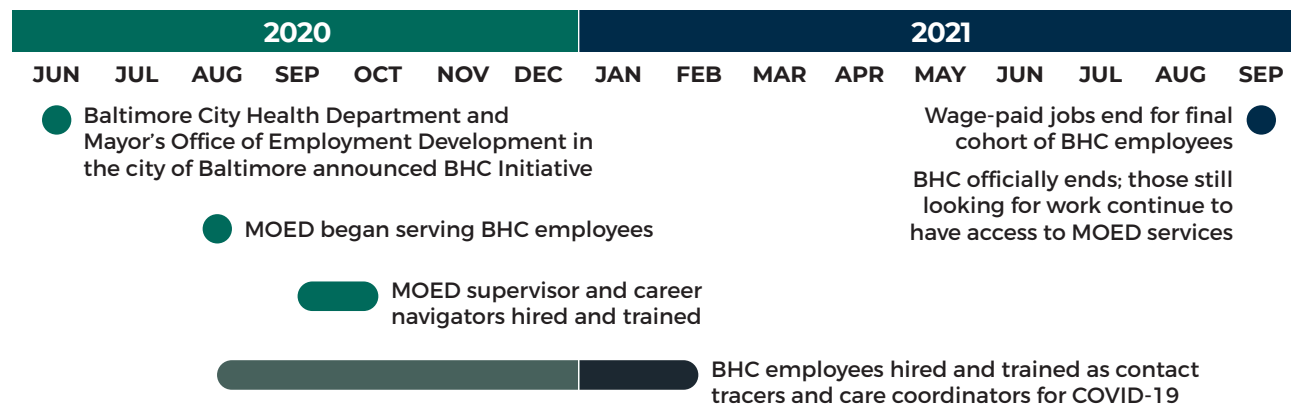 2020 2021
JUN JUL AUG SEP OCT NOV DEC JAN FEB MAR APR MAY JUN JUL AUG SEP
Baltimore City Health Department and
Mayor’s Office of Employment Development in
the city of Baltimore announced BHC Initiative
Wage-paid jobs end for final
cohort of BHC employees
BHC officially ends; those still
looking for work continue to
have access to MOED services
MOED began serving BHC employees
MOED supervisor and career
navigators hired and trained
BHC employees hired and trained as contact
tracers and care coordinators for COVID-19